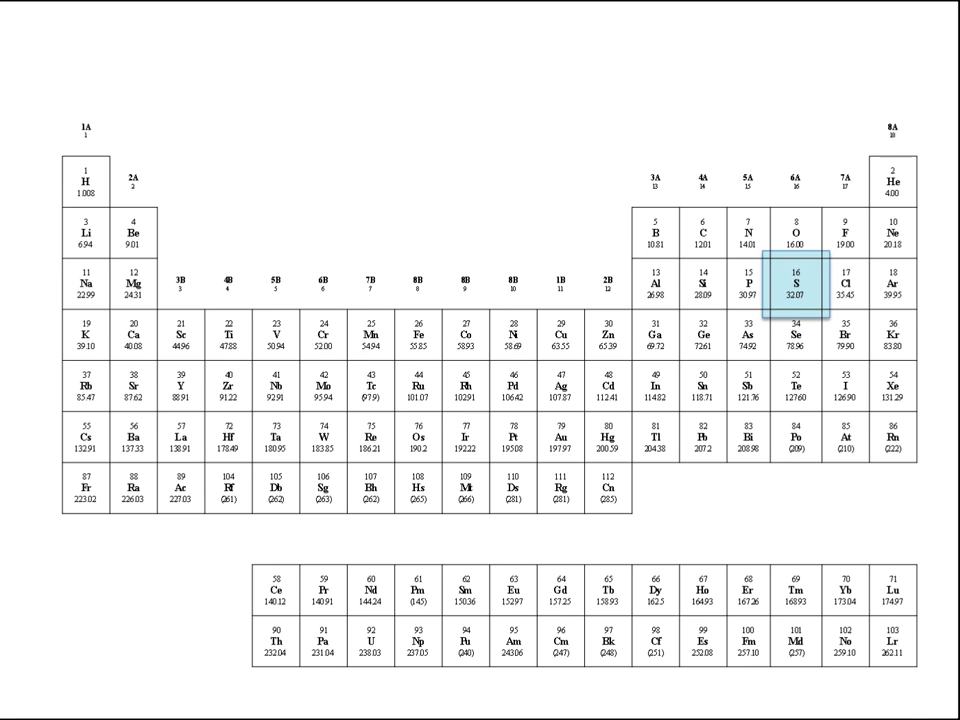 1A 8A
1 18
1 2
H 2A 3A 4A 5A 6A 7A He
1.008 2 13 14 15 16 17 4.00
3 4 5 6 7 8 9 10
Li Be B C N O F Ne
6.94 9.01 10.81 12.01 14.01 16.00 19.00 20.18
11 12 13 14 15 16 17 18
Na Mg 3B 4B 5B 6B 7B 8B 8B 8B 1B 2B Al Si P S Cl Ar
22.99 24.31 3 4 5 6 7 8 9 10 11 12 26.98 28.09 30.97 32.07 35.45 39.95
19 20 21 22 23 24 25 26 27 28 29 30 31 32 33 34 35 36
K Ca Sc Ti V Cr Mn Fe Co Ni Cu Zn Ga Ge As Se Br Kr
39.10 40.08 44.96 47.88 50.94 52.00 54.94 55.85 58.93 58.69 63.55 65.39 69.72 72.61 74.92 78.96 79.90 83.80
37 38 39 40 41 42 43 44 45 46 47 48 49 50 51 52 53 54
Rb Sr Y Zr Nb Mo Tc Ru Rh Pd Ag Cd In Sn Sb Te I Xe
85.47 87.62 88.91 91.22 92.91 95.94 (97.9) 101.07 102.91 106.42 107.87 112.41 114.82 118.71 121.76 127.60 126.90 131.29
55 56 57 72 73 74 75 76 77 78 79 80 81 82 83 84 85 86
Cs Ba La Hf Ta W Re Os Ir Pt Au Hg Tl Pb Bi Po At Rn
132.91 137.33 138.91 178.49 180.95 183.85 186.21 190.2 192.22 195.08 197.97 200.59 204.38 207.2 208.98 (209) (210) (222)
87 88 89 104 105 106 107 108 109 110 111 112
Fr Ra Ac Rf Db Sg Bh Hs Mt Ds Rg Cn
223.02 226.03 227.03 (261) (262) (263) (262) (265) (266) (281) (281) (285)
58 59 60 61 62 63 64 65 66 67 68 69 70 71
Ce Pr Nd Pm Sm Eu Gd Tb Dy Ho Er Tm Yb Lu
140.12 140.91 144.24 (145) 150.36 152.97 157.25 158.93 162.5 164.93 167.26 168.93 173.04 174.97
90 91 92 93 94 95 96 97 98 99 100 101 102 103
Th Pa U Np Pu Am Cm Bk Cf Es Fm Md No Lr
232.04 231.04 238.03 237.05 (240) 243.06 (247) (248) (251) 252.08 257.10 (257) 259.10 262.11